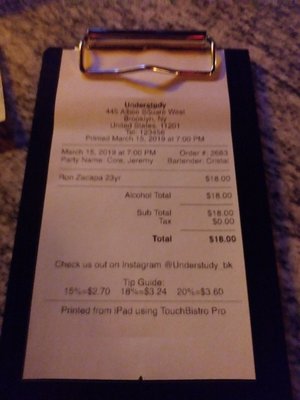 Understudy
445 Albee Square West
Brooklyn, Ny
United States, 11201
Tel: 123456
Printed March 15, 2019 at 7:00 PM
March 15, 2019 at 7:00 PM Order #: 3683
Party Name: Core, Jeremy Bartender: Cristal
Ron Zacapa 23yr $18.00
Alcohol Total $18.00
Sub Total $18.00
Tax $0.00
Total $18.00
Check us out on Instagram @Understudy_bk
Tip Guide:
15%=$2.70 18%=$3.24 20%=$3.60
Printed from iPad using TouchBistro Pro